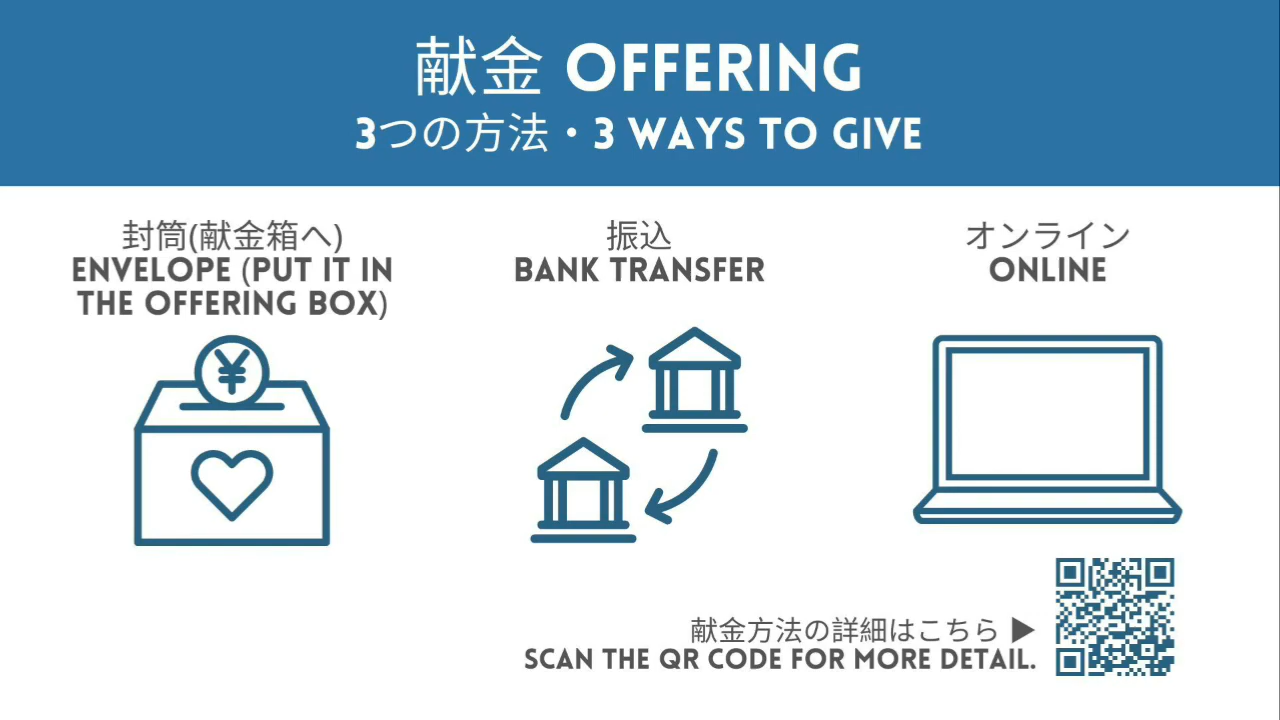 献金 OFFERING
3つの方法・3 WAYS TO GIVE
封筒(献金箱へ)
ENVELOPE (PUT IT IN
THE OFFERING BOX)
¥
振込
BANK TRANSFER
オンライン
ONLINE
献金方法の詳細はこちら ▶
SCAN THE QR CODE FOR MORE DETAIL.